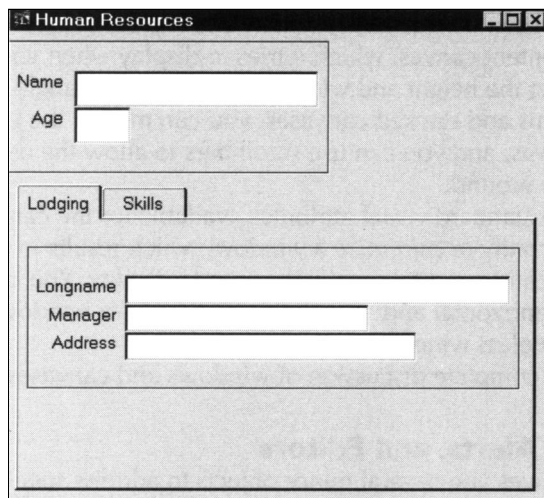 Human Resources
Name
Age
Lodging Skills
Longname
Manager
Address